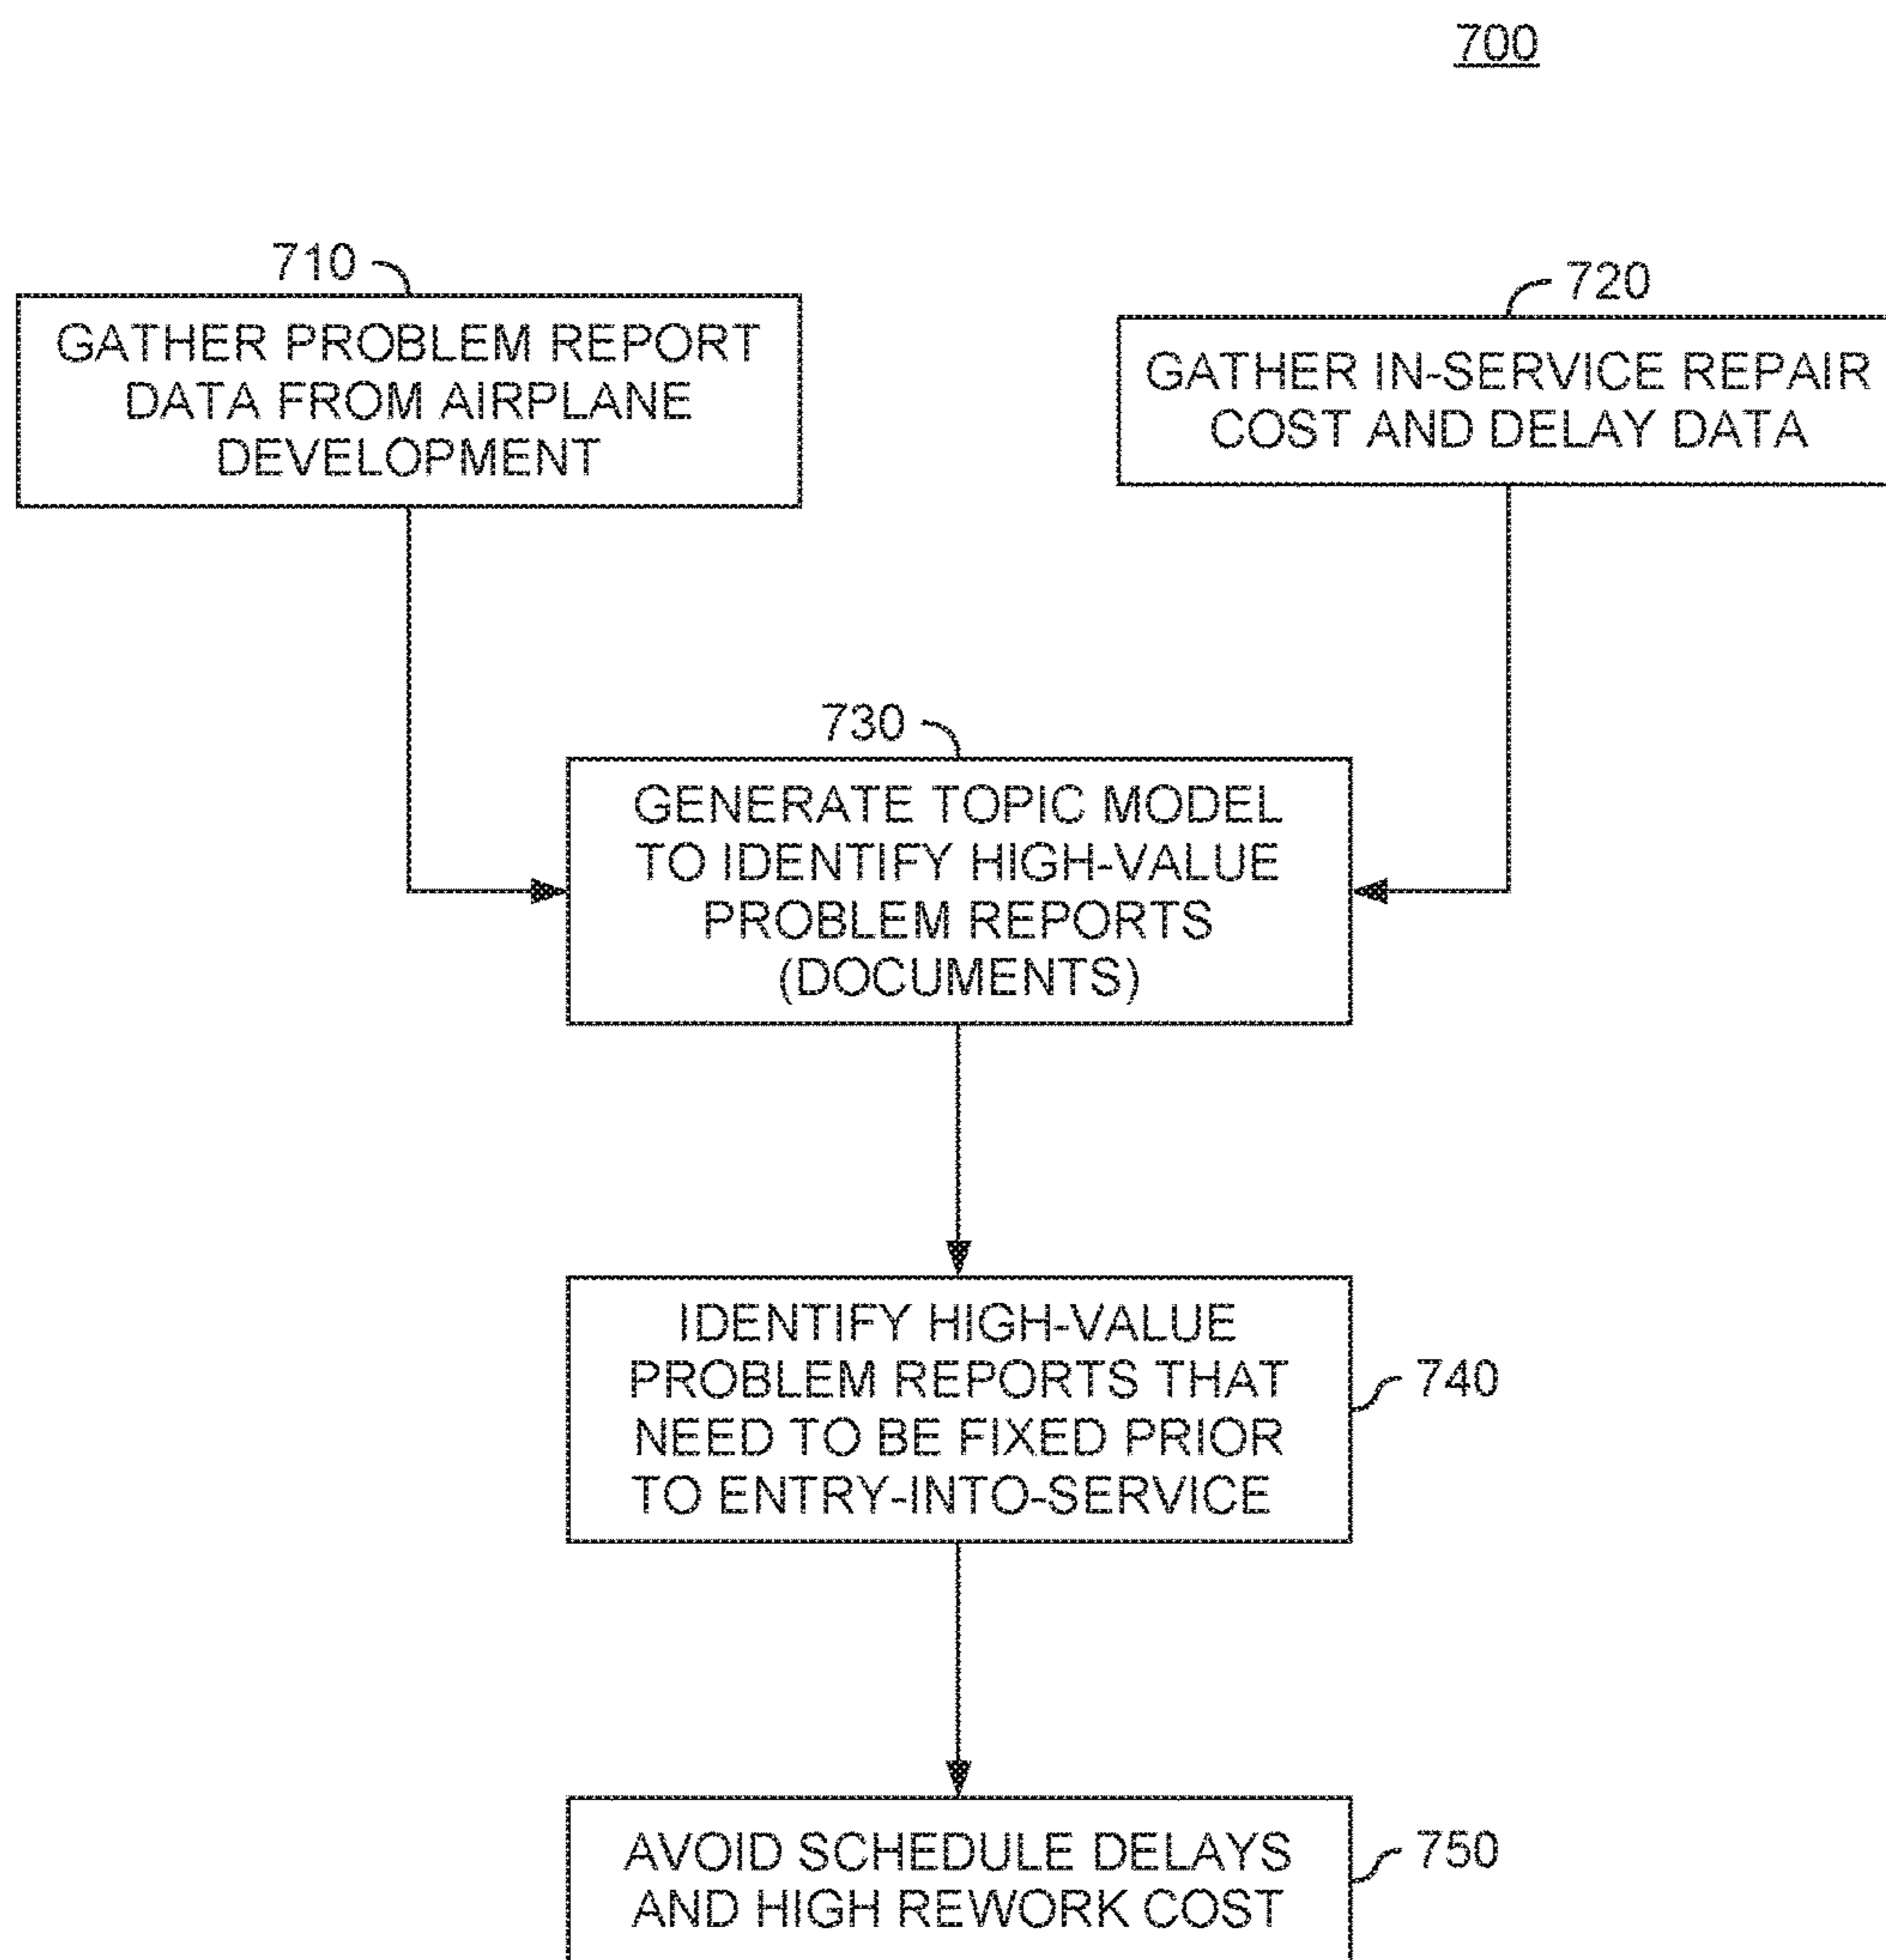 700
710
GATHER PROBLEM REPORT
DATA FROM AIRPLANE
DEVELOPMENT
720
GATHER IN-SERVICE REPAIR
COST AND DELAY DATA
730
GENERATE TOPIC MODEL
TO IDENTIFY HIGH-VALUE
PROBLEM REPORTS
(DOCUMENTS)
IDENTIFY HIGH-VALUE
PROBLEM REPORTS THAT
NEED TO BE FIXED PRIOR
TO ENTRY-INTO-SERVICE
740
AVOID SCHEDULE DELAYS
AND HIGH REWORK COST
750